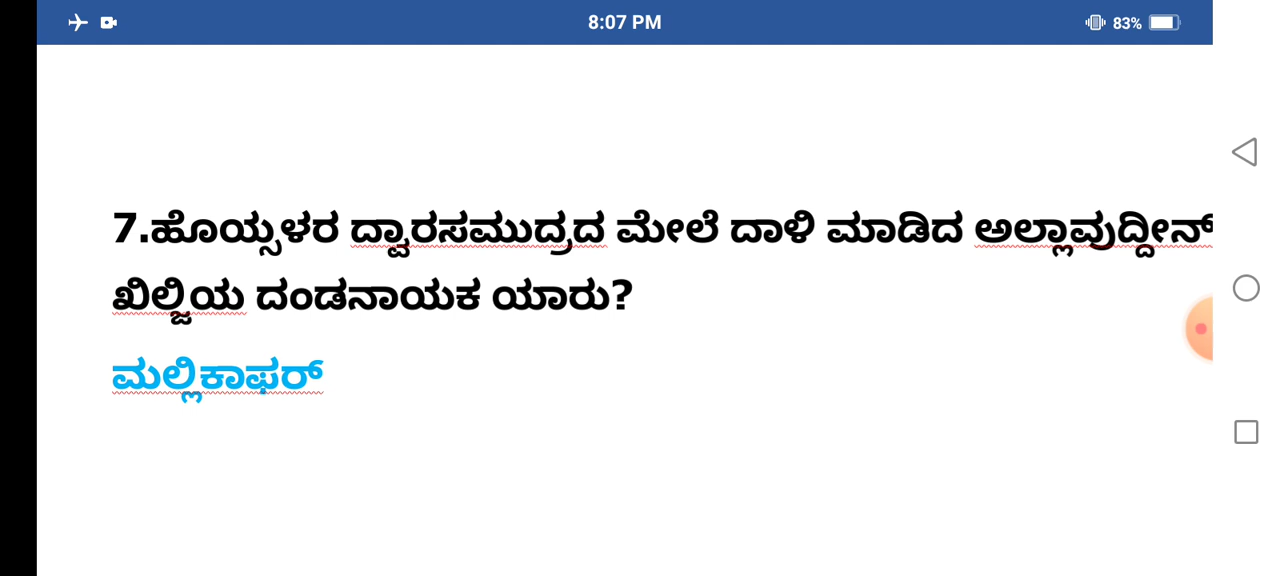 8:07 PM
83%
7.ಹೊಯ್ಸಳರ ದ್ವಾರಸಮುದ್ರದ ಮೇಲೆ ದಾಳಿ ಮಾಡಿದ ಅಲ್ಲಾವುದ್ದೀನ್
ಖಿಲ್ಜಿಯ ದಂಡನಾಯಕ ಯಾರು?
ಮಲ್ಲಿಕಾಫರ್